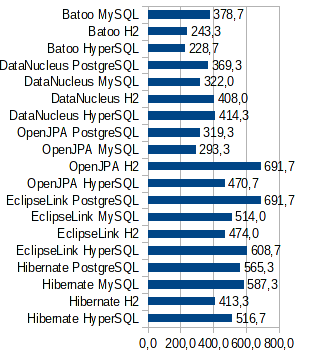 Batoo MySQL 378,7
Batoo H2 243,3
Batoo HyperSQL 228,7
DataNucleus PostgreSQL 369,3
DataNucleus MySQL 322,0
DataNucleus H2 408,0
DataNucleus HyperSQL 414,3
OpenJPA PostgreSQL 319,3
OpenJPA MySQL 293,3
OpenJPA H2 691,7
OpenJPA HyperSQL 470,7
EclipseLink PostgreSQL 691,7
EclipseLink MySQL 514,0
EclipseLink H2 474,0
EclipseLink HyperSQL 608,7
Hibernate PostgreSQL 565,3
Hibernate MySQL 587,3
Hibernate H2 413,3
Hibernate HyperSQL 516,7
0,0 200,0 400,0 600,0 800,0